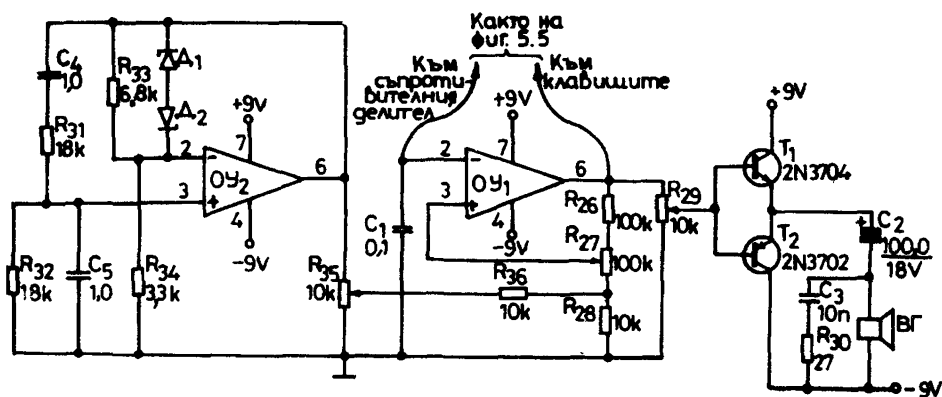 Както на
фиг. 5.5
Към
съпроти-
вителния
делител
Към
клавишите
C4
1,0
R33
6,8k
Д1
Д2
R31
18k
+9V
7
2
-
ОУ2
6
3
+
4
-9V
R32
18k
C5
1,0
R34
3,3k
R35
10k
+9V
7
2
-
ОУ1
6
3
+
4
-9V
C1
0,1
R26
100k
R27
100k
R36
10k
R28
10k
R29
10k
+9V
T1
2N3704
T2
2N3702
+
C2
100,0
18V
C3
10n
R30
27
ВГ
-9V